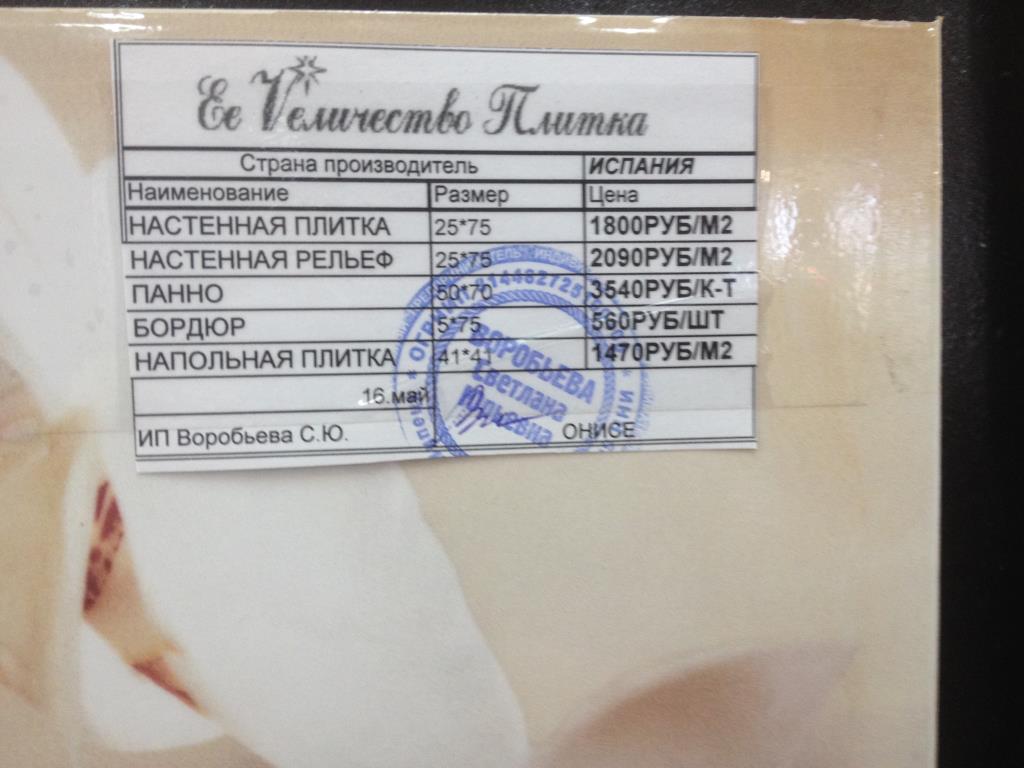 Ее Vеличество Плитка
Страна производитель ИСПАНИЯ
Наименование Размер Цена
НАСТЕННАЯ ПЛИТКА 25*75 1800РУБ/М2
НАСТЕННАЯ РЕЛЬЕФ 25*75 2090РУБ/М2
ПАННО 50*70 3540РУБ/К-Т
БОРДЮР 5*75 560РУБ/ШТ
НАПОЛЬНАЯ ПЛИТКА 41*41 1470РУБ/М2
16.май
ИП Воробьева С.Ю. ОНИСЕ
ВОРОБЬЕВА
Светлана
Юрьевна